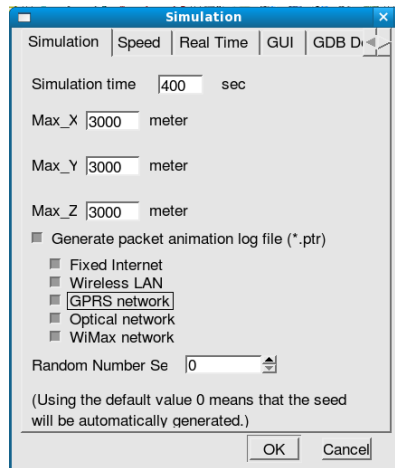 Simulation
Simulation Speed Real Time GUI GDB D
Simulation time 400 sec
Max_X 3000 meter
Max_Y 3000 meter
Max_Z 3000 meter
Generate packet animation log file (*.ptr)
Fixed Internet
Wireless LAN
GPRS network
Optical network
WiMax network
Random Number Se 0
(Using the default value 0 means that the seed
will be automatically generated.)
OK Cancel